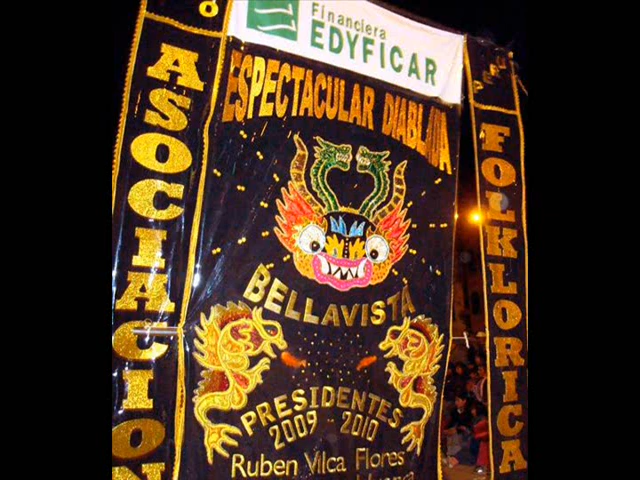 Financiera
EDYFICAR
ESPECTACULAR DIABLADA
BELLAVISTA
PRESIDENTES
2009 - 2010
Ruben Vilca Flores
ASOCIACION
FOLKLORICA